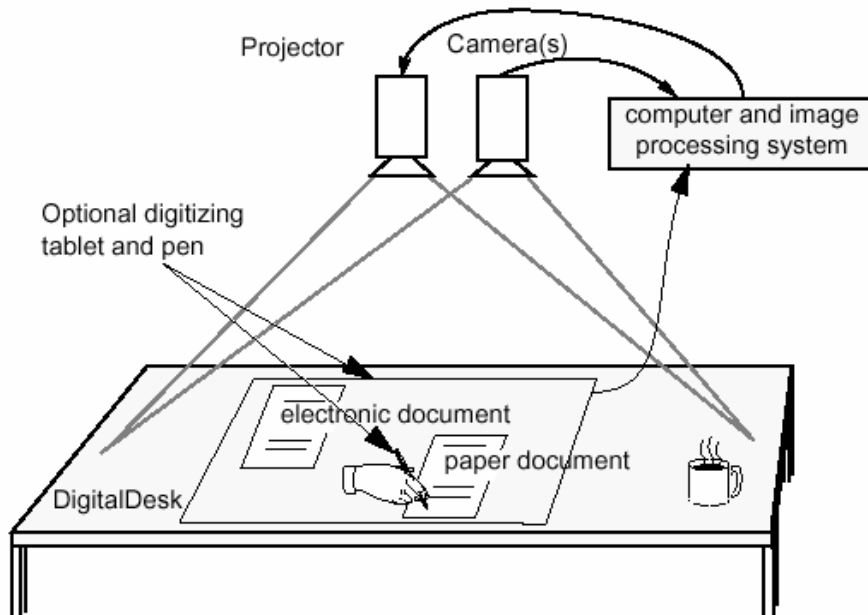 Projector
Camera(s)
computer and image
processing system
Optional digitizing
tablet and pen
electronic document
paper document
DigitalDesk